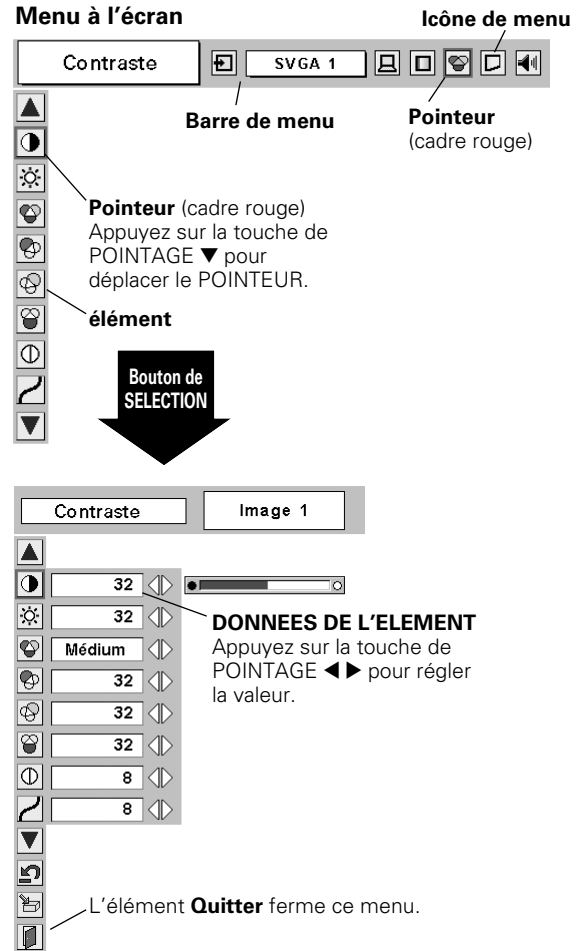 Menu à l'écran
Icône de menu
Contraste
SVGA 1
Barre de menu
Pointeur
(cadre rouge)
Pointeur (cadre rouge)
Appuyez sur la touche de
POINTAGE ▼ pour
déplacer le POINTEUR.
élément
Bouton de
SELECTION
Contraste
Image 1
32
32
Médium
32
32
32
8
8
DONNEES DE L'ELEMENT
Appuyez sur la touche de
POINTAGE ◀ ▶ pour régler
la valeur.
L'élément Quitter ferme ce menu.